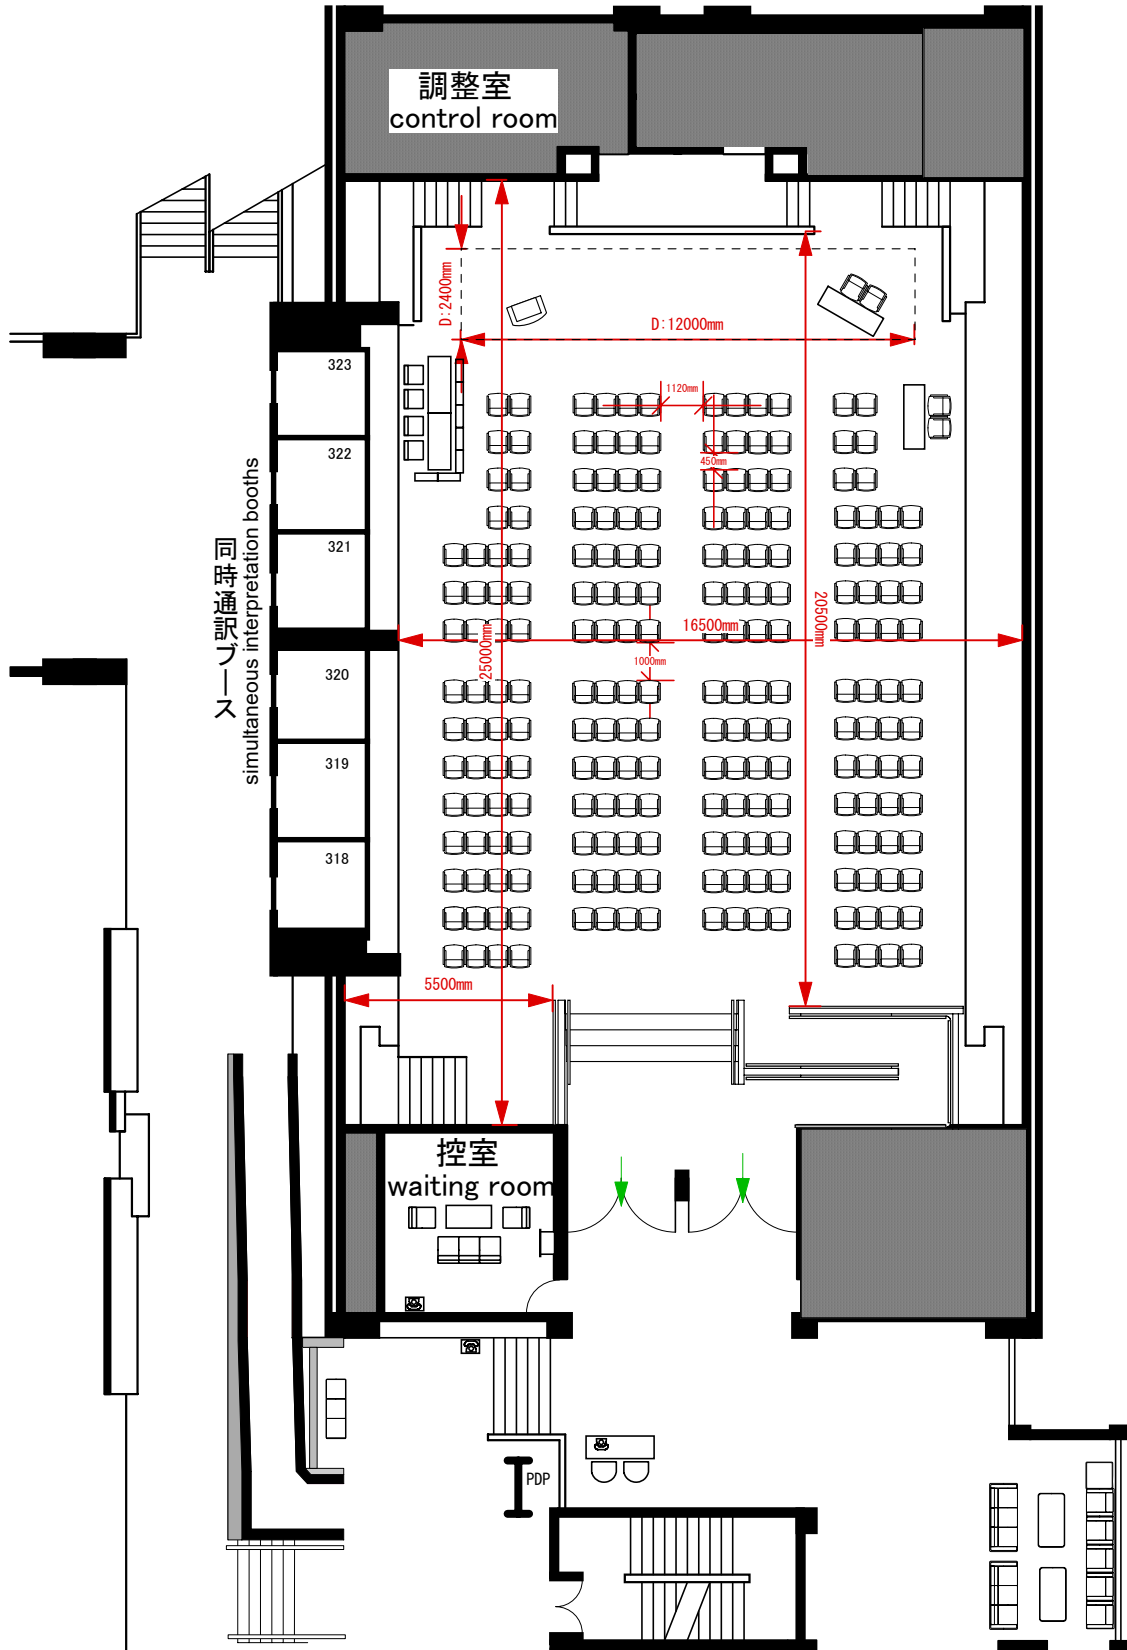 調整室
control room
D:2400mm
D:12000mm
323
1120mm
322
450mm
321
同時通訳ブース
simultaneous interpretation booths
20500mm
16500mm
25000mm
1000mm
320
319
318
5500mm
控室
waiting room
PDP